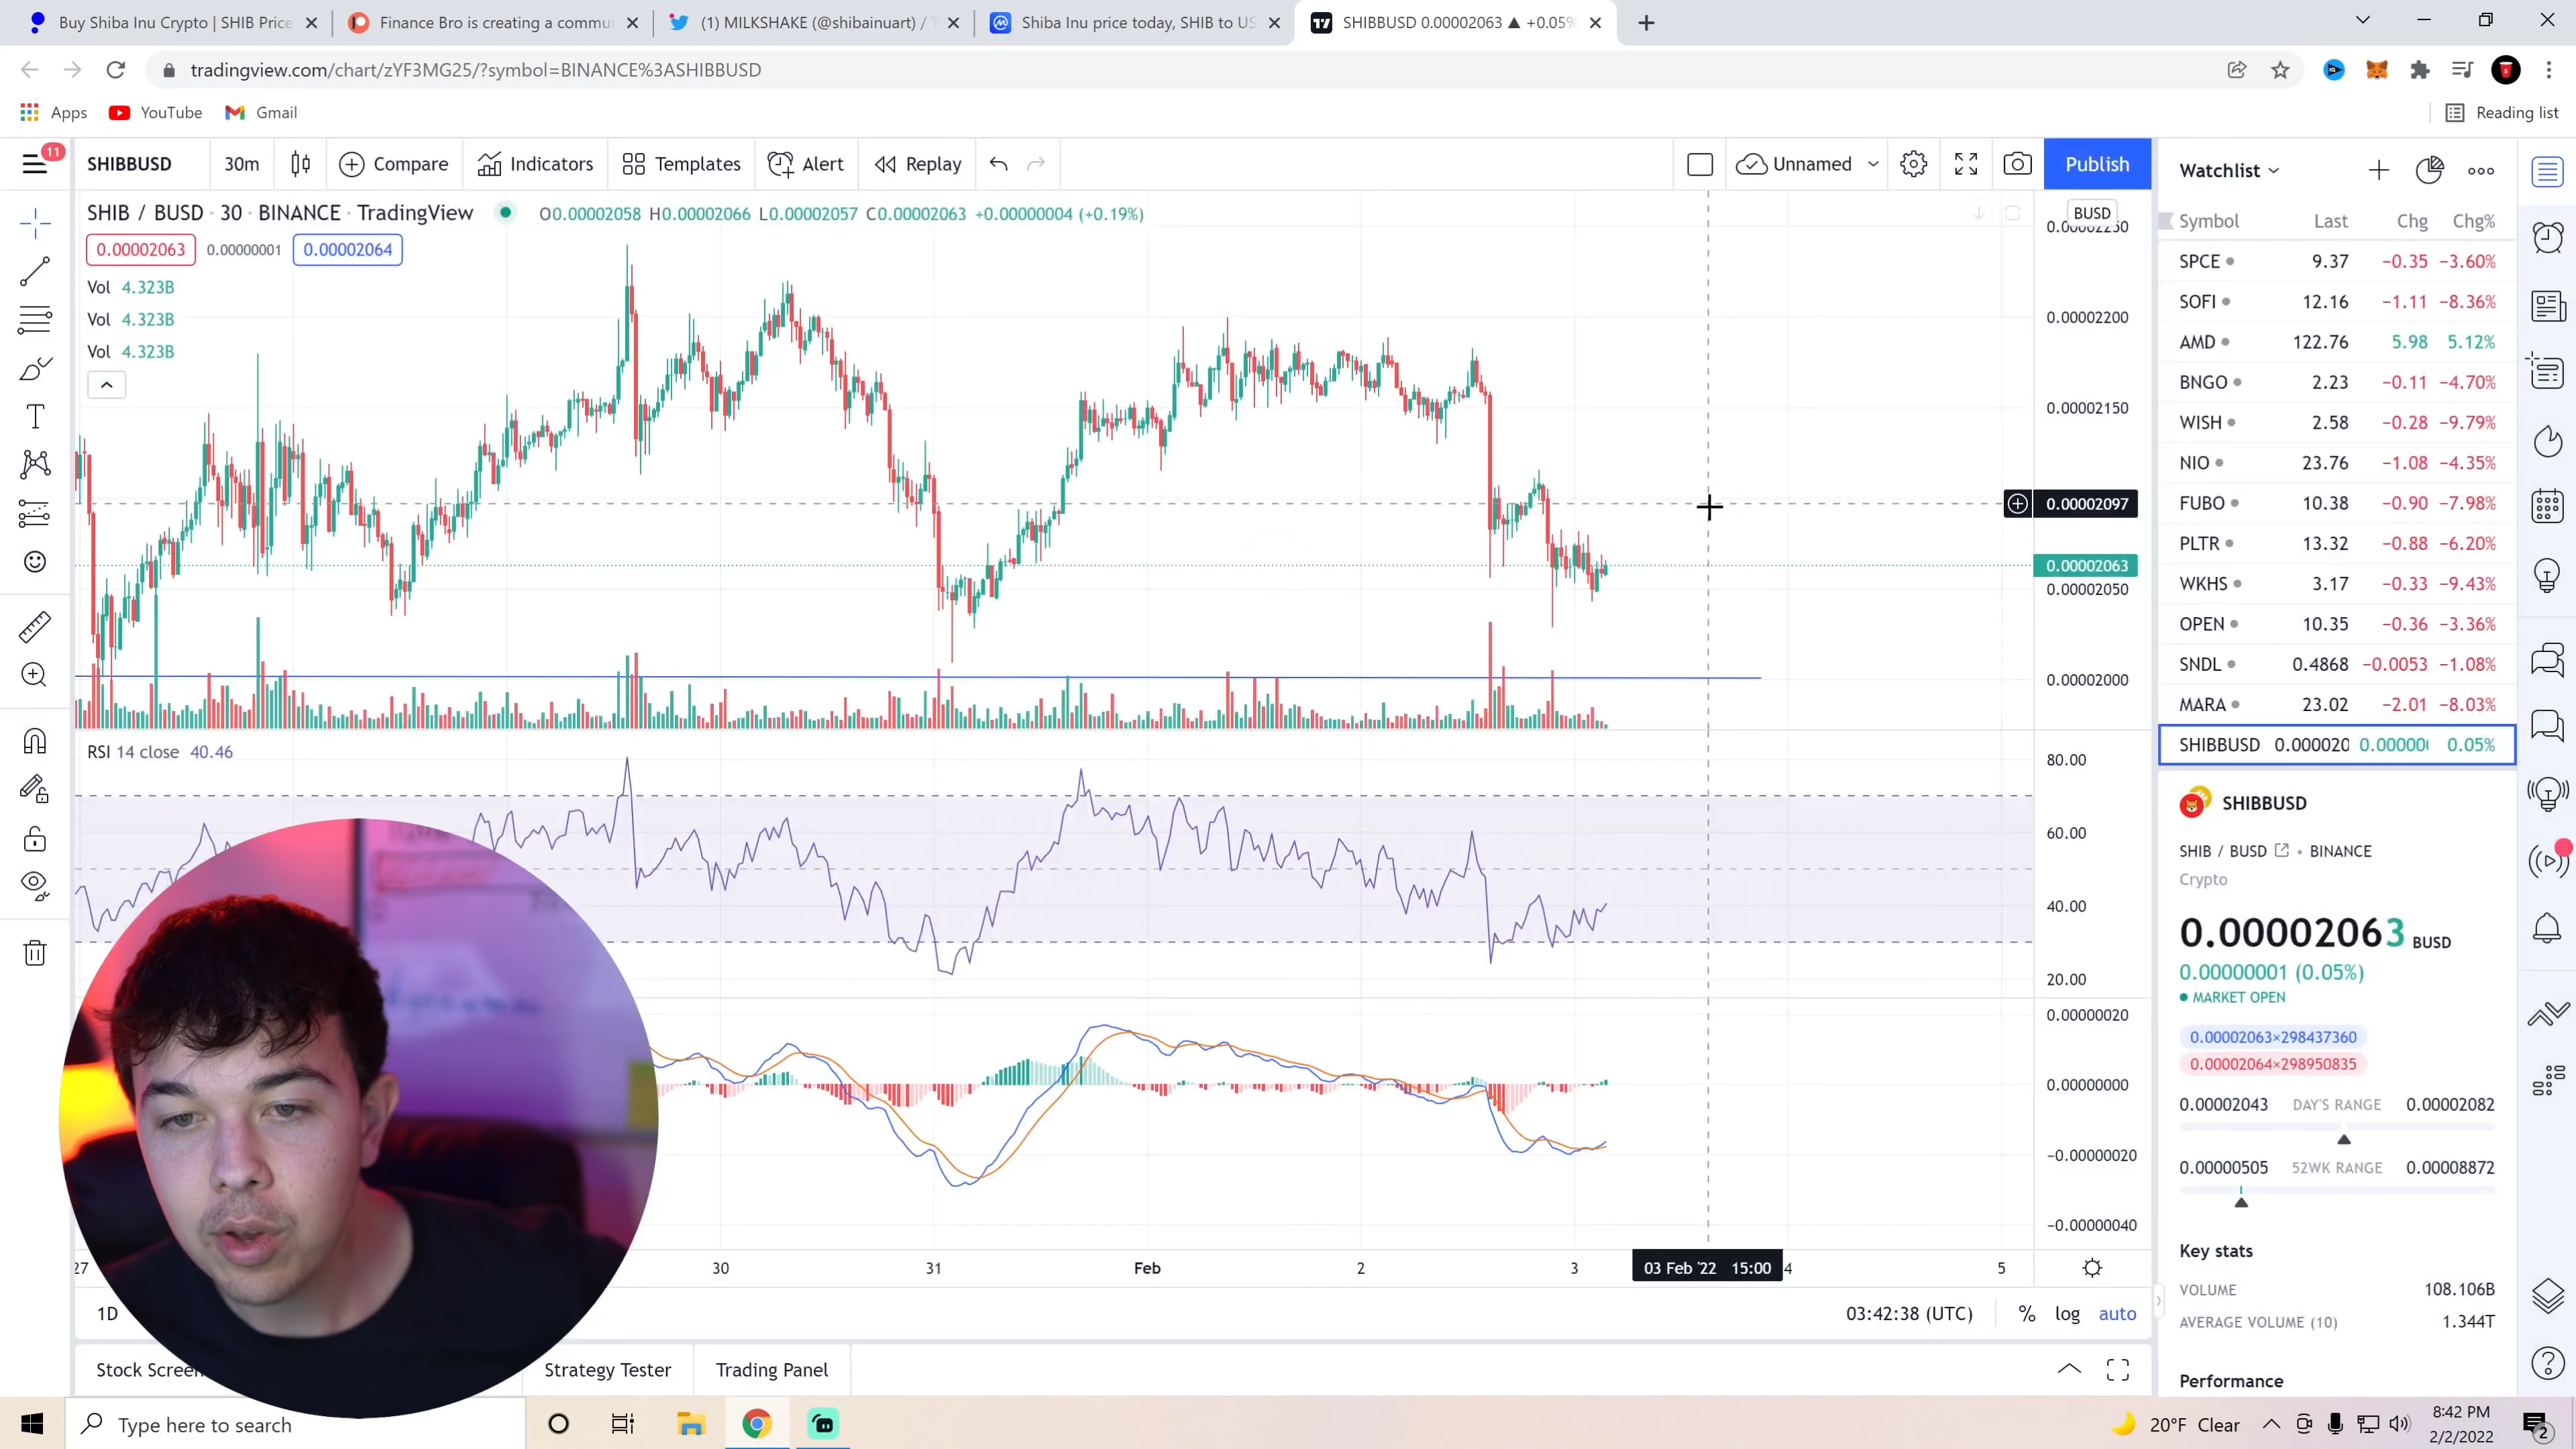 Buy Shiba Inu Crypto | SHIB Price
Finance Bro is creating a commu
(1) MILKSHAKE (@shibainuart) / T
Shiba Inu price today, SHIB to US
SHIBBUSD 0.00002063 ▲ +0.05%
tradingview.com/chart/zYF3MG25/?symbol=BINANCE%3ASHIBBUSD
Apps YouTube Gmail Reading list
11
SHIBBUSD 30m Compare Indicators Templates Alert Replay Unnamed Publish
SHIB / BUSD · 30 · BINANCE · TradingView O0.00002058 H0.00002066 L0.00002057 C0.00002063 +0.00000004 (+0.19%)
0.00002063 0.00000001 0.00002064
Vol 4.323B
Vol 4.323B
Vol 4.323B
BUSD
0.00002250
0.00002200
0.00002150
0.00002097
0.00002063
0.00002050
0.00002000
RSI 14 close 40.46
80.00
60.00
40.00
20.00
0.00000020
0.00000000
−0.00000020
−0.00000040
27 30 31 Feb 2 3 03 Feb '22 15:00 4 5
1D 03:42:38 (UTC) % log auto
Stock Screen Strategy Tester Trading Panel
Watchlist
Symbol Last Chg Chg%
SPCE 9.37 −0.35 −3.60%
SOFI 12.16 −1.11 −8.36%
AMD 122.76 5.98 5.12%
BNGO 2.23 −0.11 −4.70%
WISH 2.58 −0.28 −9.79%
NIO 23.76 −1.08 −4.35%
FUBO 10.38 −0.90 −7.98%
PLTR 13.32 −0.88 −6.20%
WKHS 3.17 −0.33 −9.43%
OPEN 10.35 −0.36 −3.36%
SNDL 0.4868 −0.0053 −1.08%
MARA 23.02 −2.01 −8.03%
SHIBBUSD 0.000020 0.000000 0.05%
SHIBBUSD
SHIB / BUSD • BINANCE
Crypto
0.00002063 BUSD
0.00000001 (0.05%)
MARKET OPEN
0.00002063×298437360
0.00002064×298950835
0.00002043 DAY'S RANGE 0.00002082
0.00000505 52WK RANGE 0.00008872
Key stats
VOLUME 108.106B
AVERAGE VOLUME (10) 1.344T
Performance
Type here to search
20°F Clear
8:42 PM
2/2/2022
2